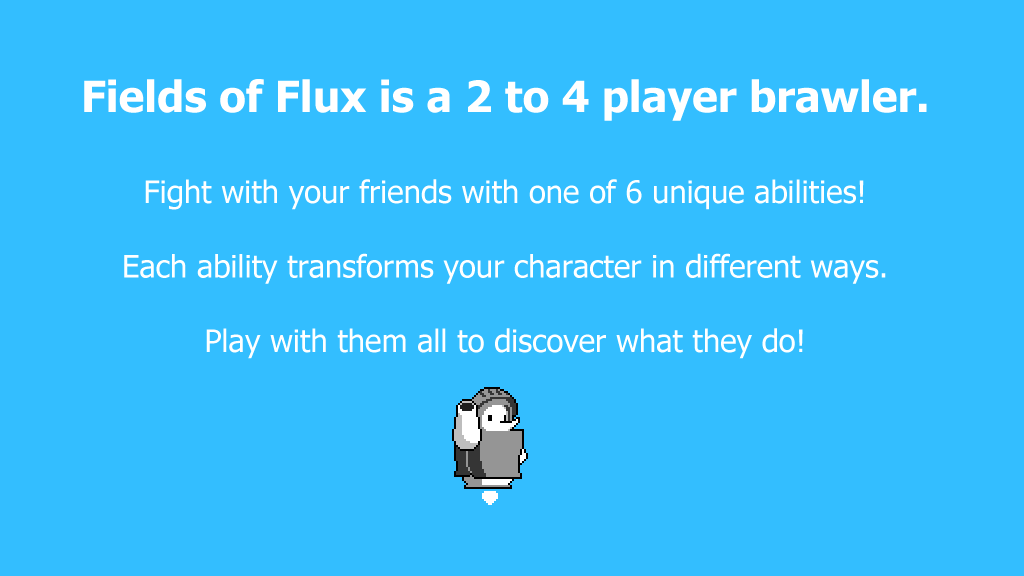 Fields of Flux is a 2 to 4 player brawler.
Fight with your friends with one of 6 unique abilities!
Each ability transforms your character in different ways.
Play with them all to discover what they do!